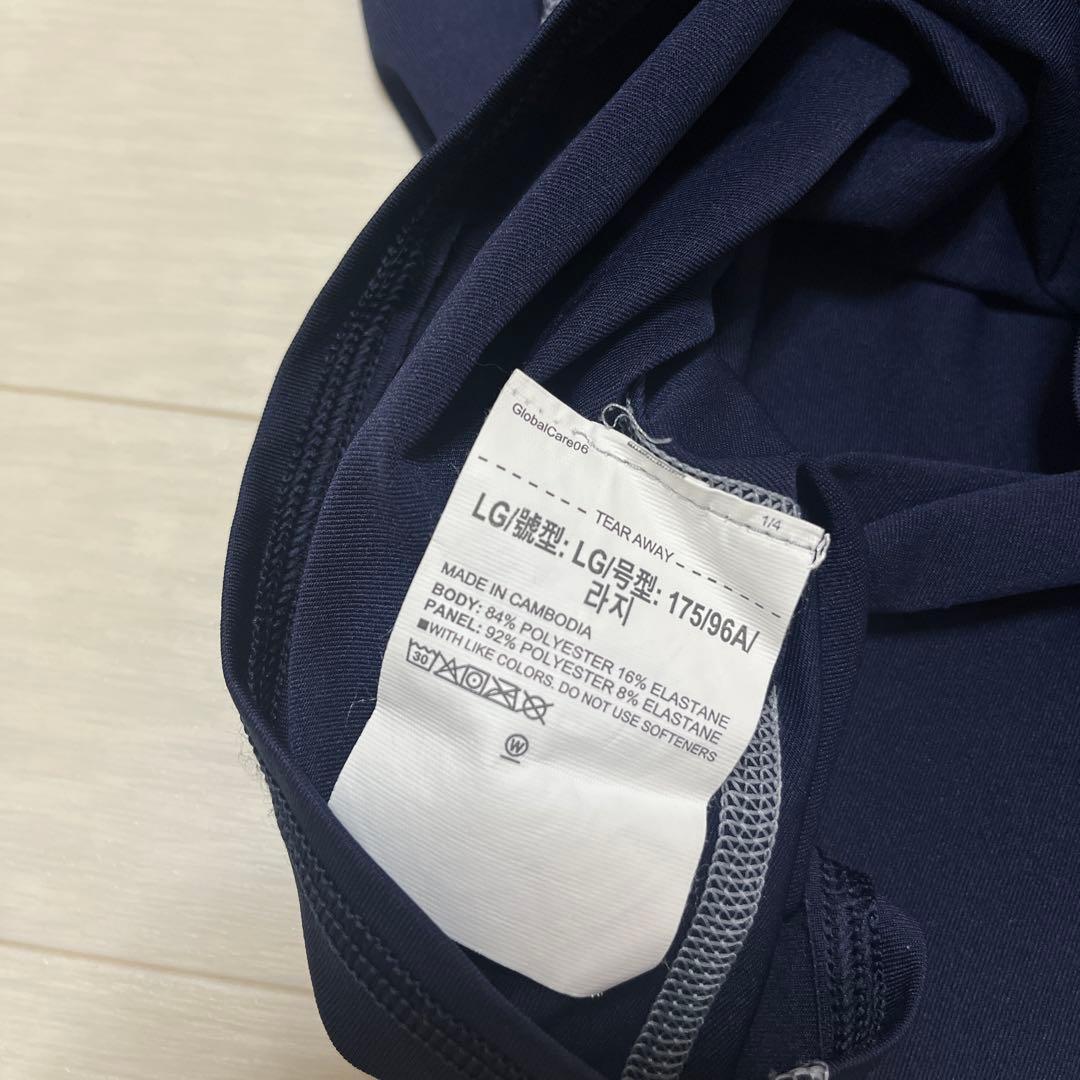 GlobalCare06
1/4
TEAR AWAY
LG/號型: LG/号型: 175/96A/
라지
MADE IN CAMBODIA
BODY: 84% POLYESTER 16% ELASTANE
PANEL: 92% POLYESTER 8% ELASTANE
■WITH LIKE COLORS. DO NOT USE SOFTENERS
30
W